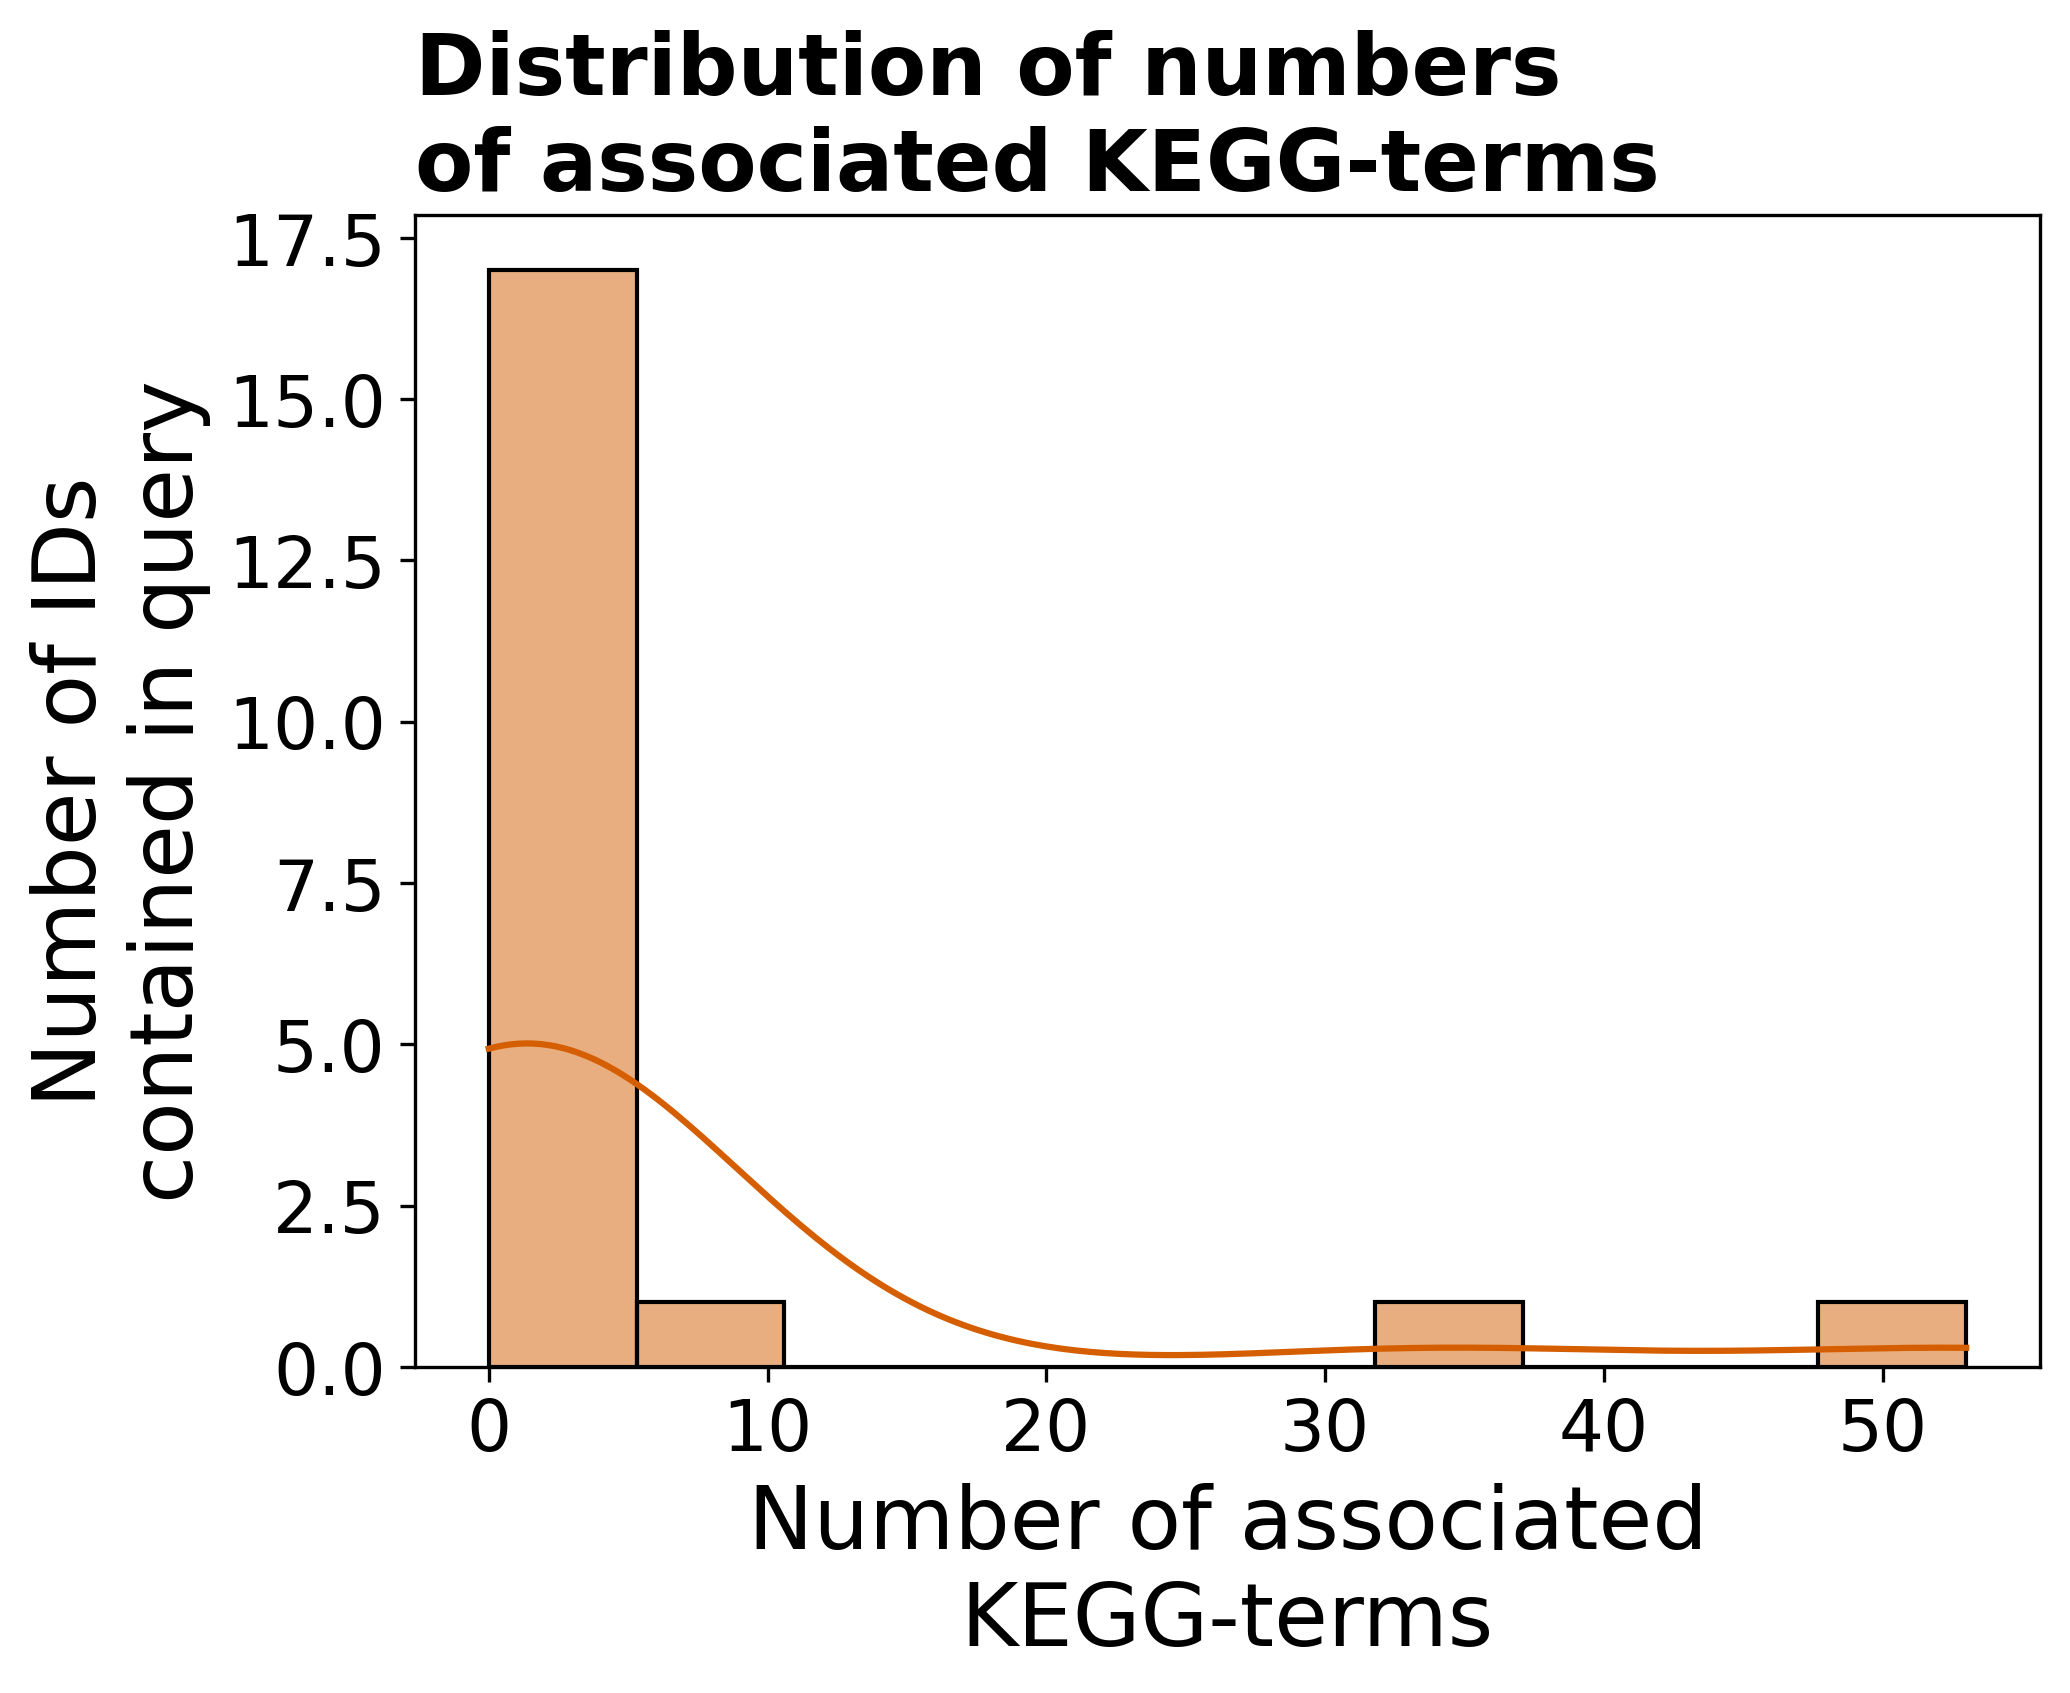 Distribution of numbers
of associated KEGG-terms
Number of IDs
contained in query
17.5
15.0
12.5
10.0
7.5
5.0
2.5
0.0
0 10 20 30 40 50
Number of associated
KEGG-terms